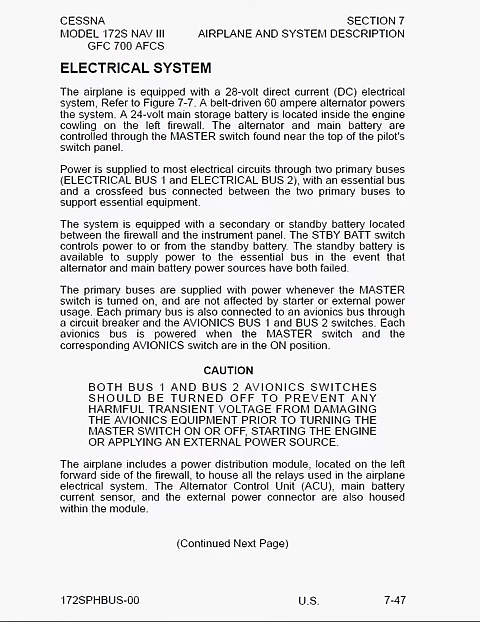 CESSNA SECTION 7
MODEL 172S NAV III AIRPLANE AND SYSTEM DESCRIPTION
GFC 700 AFCS
ELECTRICAL SYSTEM
The airplane is equipped with a 28-volt direct current (DC) electrical
system, Refer to Figure 7-7. A belt-driven 60 ampere alternator powers
the system. A 24-volt main storage battery is located inside the engine
cowling on the left firewall. The alternator and main battery are
controlled through the MASTER switch found near the top of the pilot's
switch panel.
Power is supplied to most electrical circuits through two primary buses
(ELECTRICAL BUS 1 and ELECTRICAL BUS 2), with an essential bus
and a crossfeed bus connected between the two primary buses to
support essential equipment.
The system is equipped with a secondary or standby battery located
between the firewall and the instrument panel. The STBY BATT switch
controls power to or from the standby battery. The standby battery is
available to supply power to the essential bus in the event that
alternator and main battery power sources have both failed.
The primary buses are supplied with power whenever the MASTER
switch is turned on, and are not affected by starter or external power
usage. Each primary bus is also connected to an avionics bus through
a circuit breaker and the AVIONICS BUS 1 and BUS 2 switches. Each
avionics bus is powered when the MASTER switch and the
corresponding AVIONICS switch are in the ON position.
CAUTION
BOTH BUS 1 AND BUS 2 AVIONICS SWITCHES
SHOULD BE TURNED OFF TO PREVENT ANY
HARMFUL TRANSIENT VOLTAGE FROM DAMAGING
THE AVIONICS EQUIPMENT PRIOR TO TURNING THE
MASTER SWITCH ON OR OFF, STARTING THE ENGINE
OR APPLYING AN EXTERNAL POWER SOURCE.
The airplane includes a power distribution module, located on the left
forward side of the firewall, to house all the relays used in the airplane
electrical system. The Alternator Control Unit (ACU), main battery
current sensor, and the external power connector are also housed
within the module.
(Continued Next Page)
172SPHBUS-00 U.S. 7-47